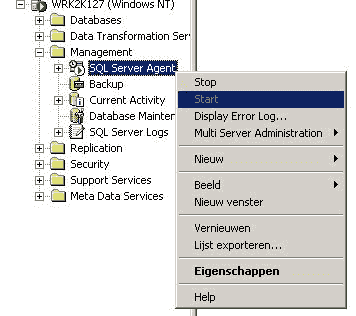 WRK2K127 (Windows NT)
Databases
Data Transformation Ser
Management
SQL Server Agent
Backup
Current Activity
Database Mainter
SQL Server Logs
Replication
Security
Support Services
Meta Data Services
Stop
Start
Display Error Log...
Multi Server Administration
Nieuw
Beeld
Nieuw venster
Vernieuwen
Lijst exporteren...
Eigenschappen
Help